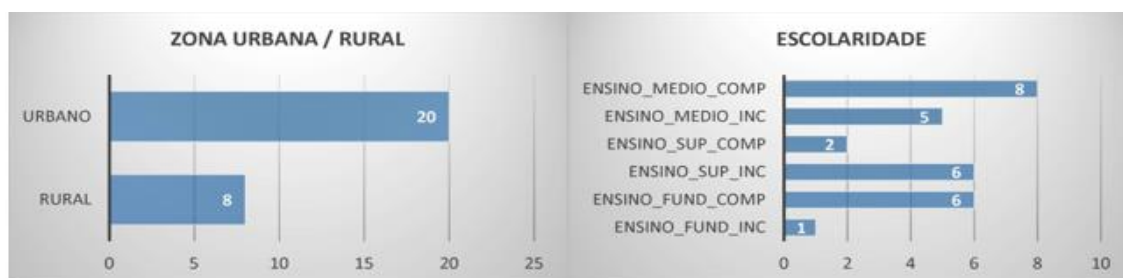 ZONA URBANA / RURAL
URBANO
20
RURAL
8
0 5 10 15 20 25
ESCOLARIDADE
ENSINO_MEDIO_COMP
8
ENSINO_MEDIO_INC
5
ENSINO_SUP_COMP
2
ENSINO_SUP_INC
6
ENSINO_FUND_COMP
6
ENSINO_FUND_INC
1
0 2 4 6 8 10